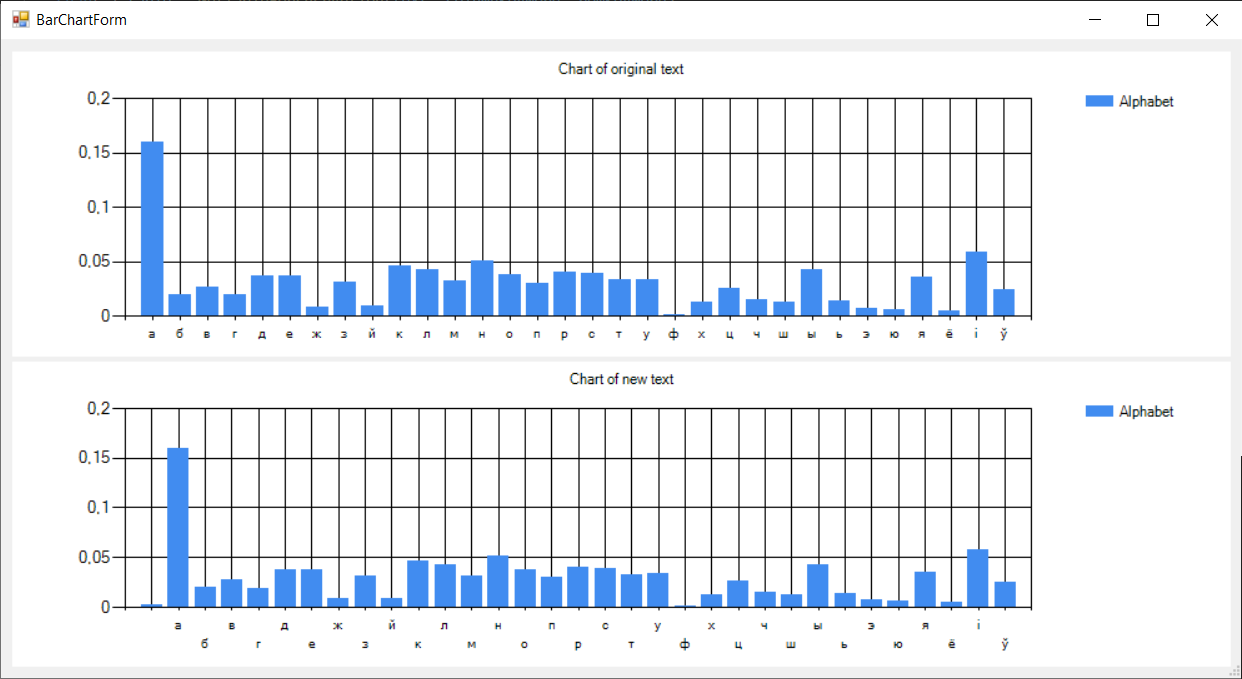 BarChartForm
Chart of original text
0,2
0,15
0,1
0,05
0
а б в г д е ж з й к л м н о п р с т у ф х ц ч ш ы ь э ю я ё і ў
Alphabet
Chart of new text
0,2
0,15
0,1
0,05
0
а в д ж й л н п с у х ч ы э я і
б г е з к м о р т ф ц ш ь ю ё ў
Alphabet